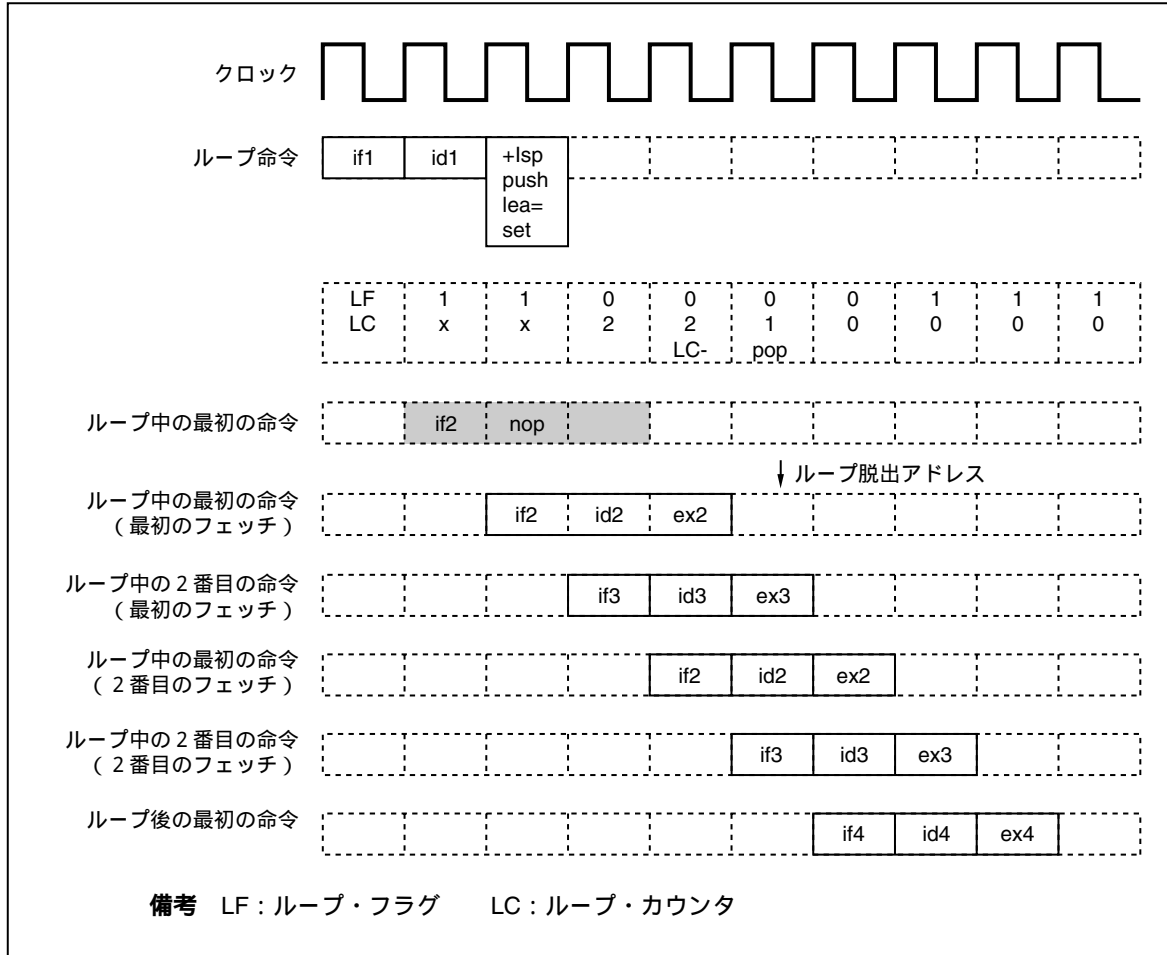 クロック
ループ命令 if1 id1 +lsp
push
lea=
set
LF 1 1 0 0 0 0 1 1 1
LC x x 2 2 1 0 0 0 0
LC- pop
ループ中の最初の命令 if2 nop
↓ループ脱出アドレス
ループ中の最初の命令
(最初のフェッチ) if2 id2 ex2
ループ中の2番目の命令
(最初のフェッチ) if3 id3 ex3
ループ中の最初の命令
(2番目のフェッチ) if2 id2 ex2
ループ中の2番目の命令
(2番目のフェッチ) if3 id3 ex3
ループ後の最初の命令 if4 id4 ex4
備考 LF:ループ・フラグ LC:ループ・カウンタ